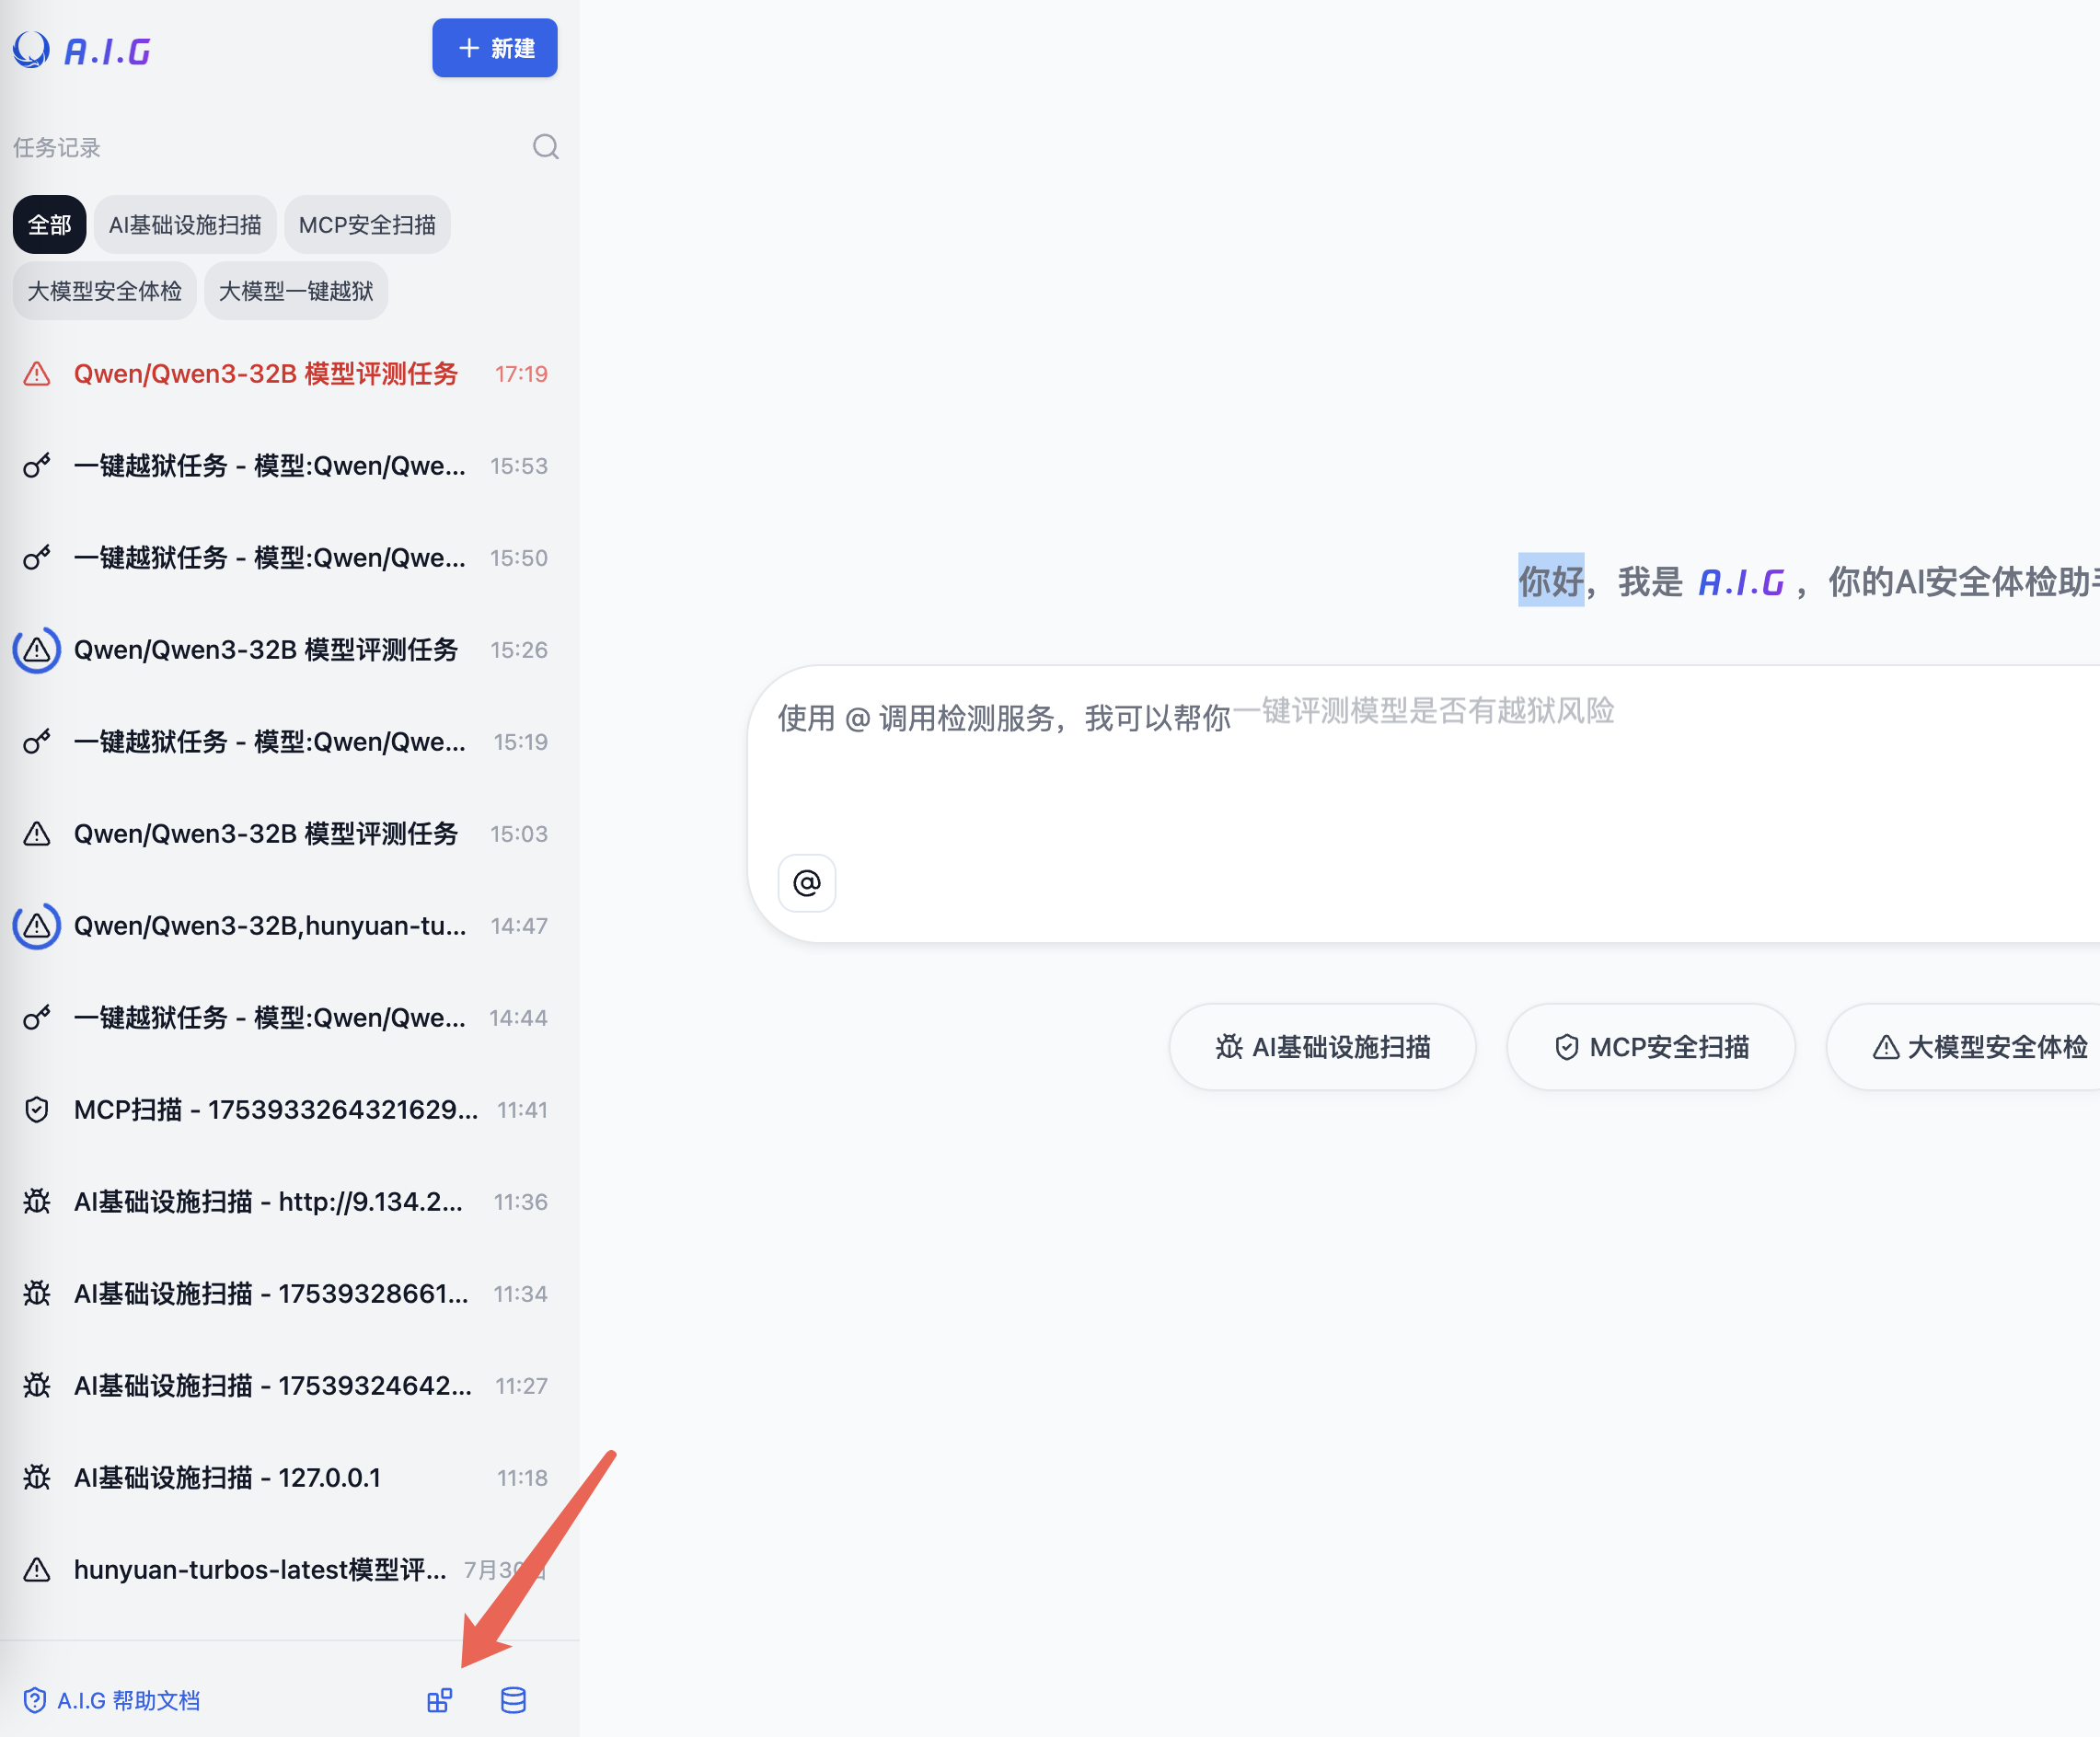 A.I.G
新建
任务记录
全部
AI基础设施扫描
MCP安全扫描
大模型安全体检
大模型一键越狱
Qwen/Qwen3-32B 模型评测任务 17:19
一键越狱任务 - 模型:Qwen/Qwe... 15:53
一键越狱任务 - 模型:Qwen/Qwe... 15:50
Qwen/Qwen3-32B 模型评测任务 15:26
一键越狱任务 - 模型:Qwen/Qwe... 15:19
Qwen/Qwen3-32B 模型评测任务 15:03
Qwen/Qwen3-32B,hunyuan-tu... 14:47
一键越狱任务 - 模型:Qwen/Qwe... 14:44
MCP扫描 - 1753933264321629... 11:41
AI基础设施扫描 - http://9.134.2... 11:36
AI基础设施扫描 - 17539328661... 11:34
AI基础设施扫描 - 17539324642... 11:27
AI基础设施扫描 - 127.0.0.1 11:18
hunyuan-turbos-latest模型评... 7月30日
A.I.G 帮助文档
你好，我是 A.I.G ，你的AI安全体检助手
使用 @ 调用检测服务，我可以帮你一键评测模型是否有越狱风险
@
AI基础设施扫描
MCP安全扫描
大模型安全体检